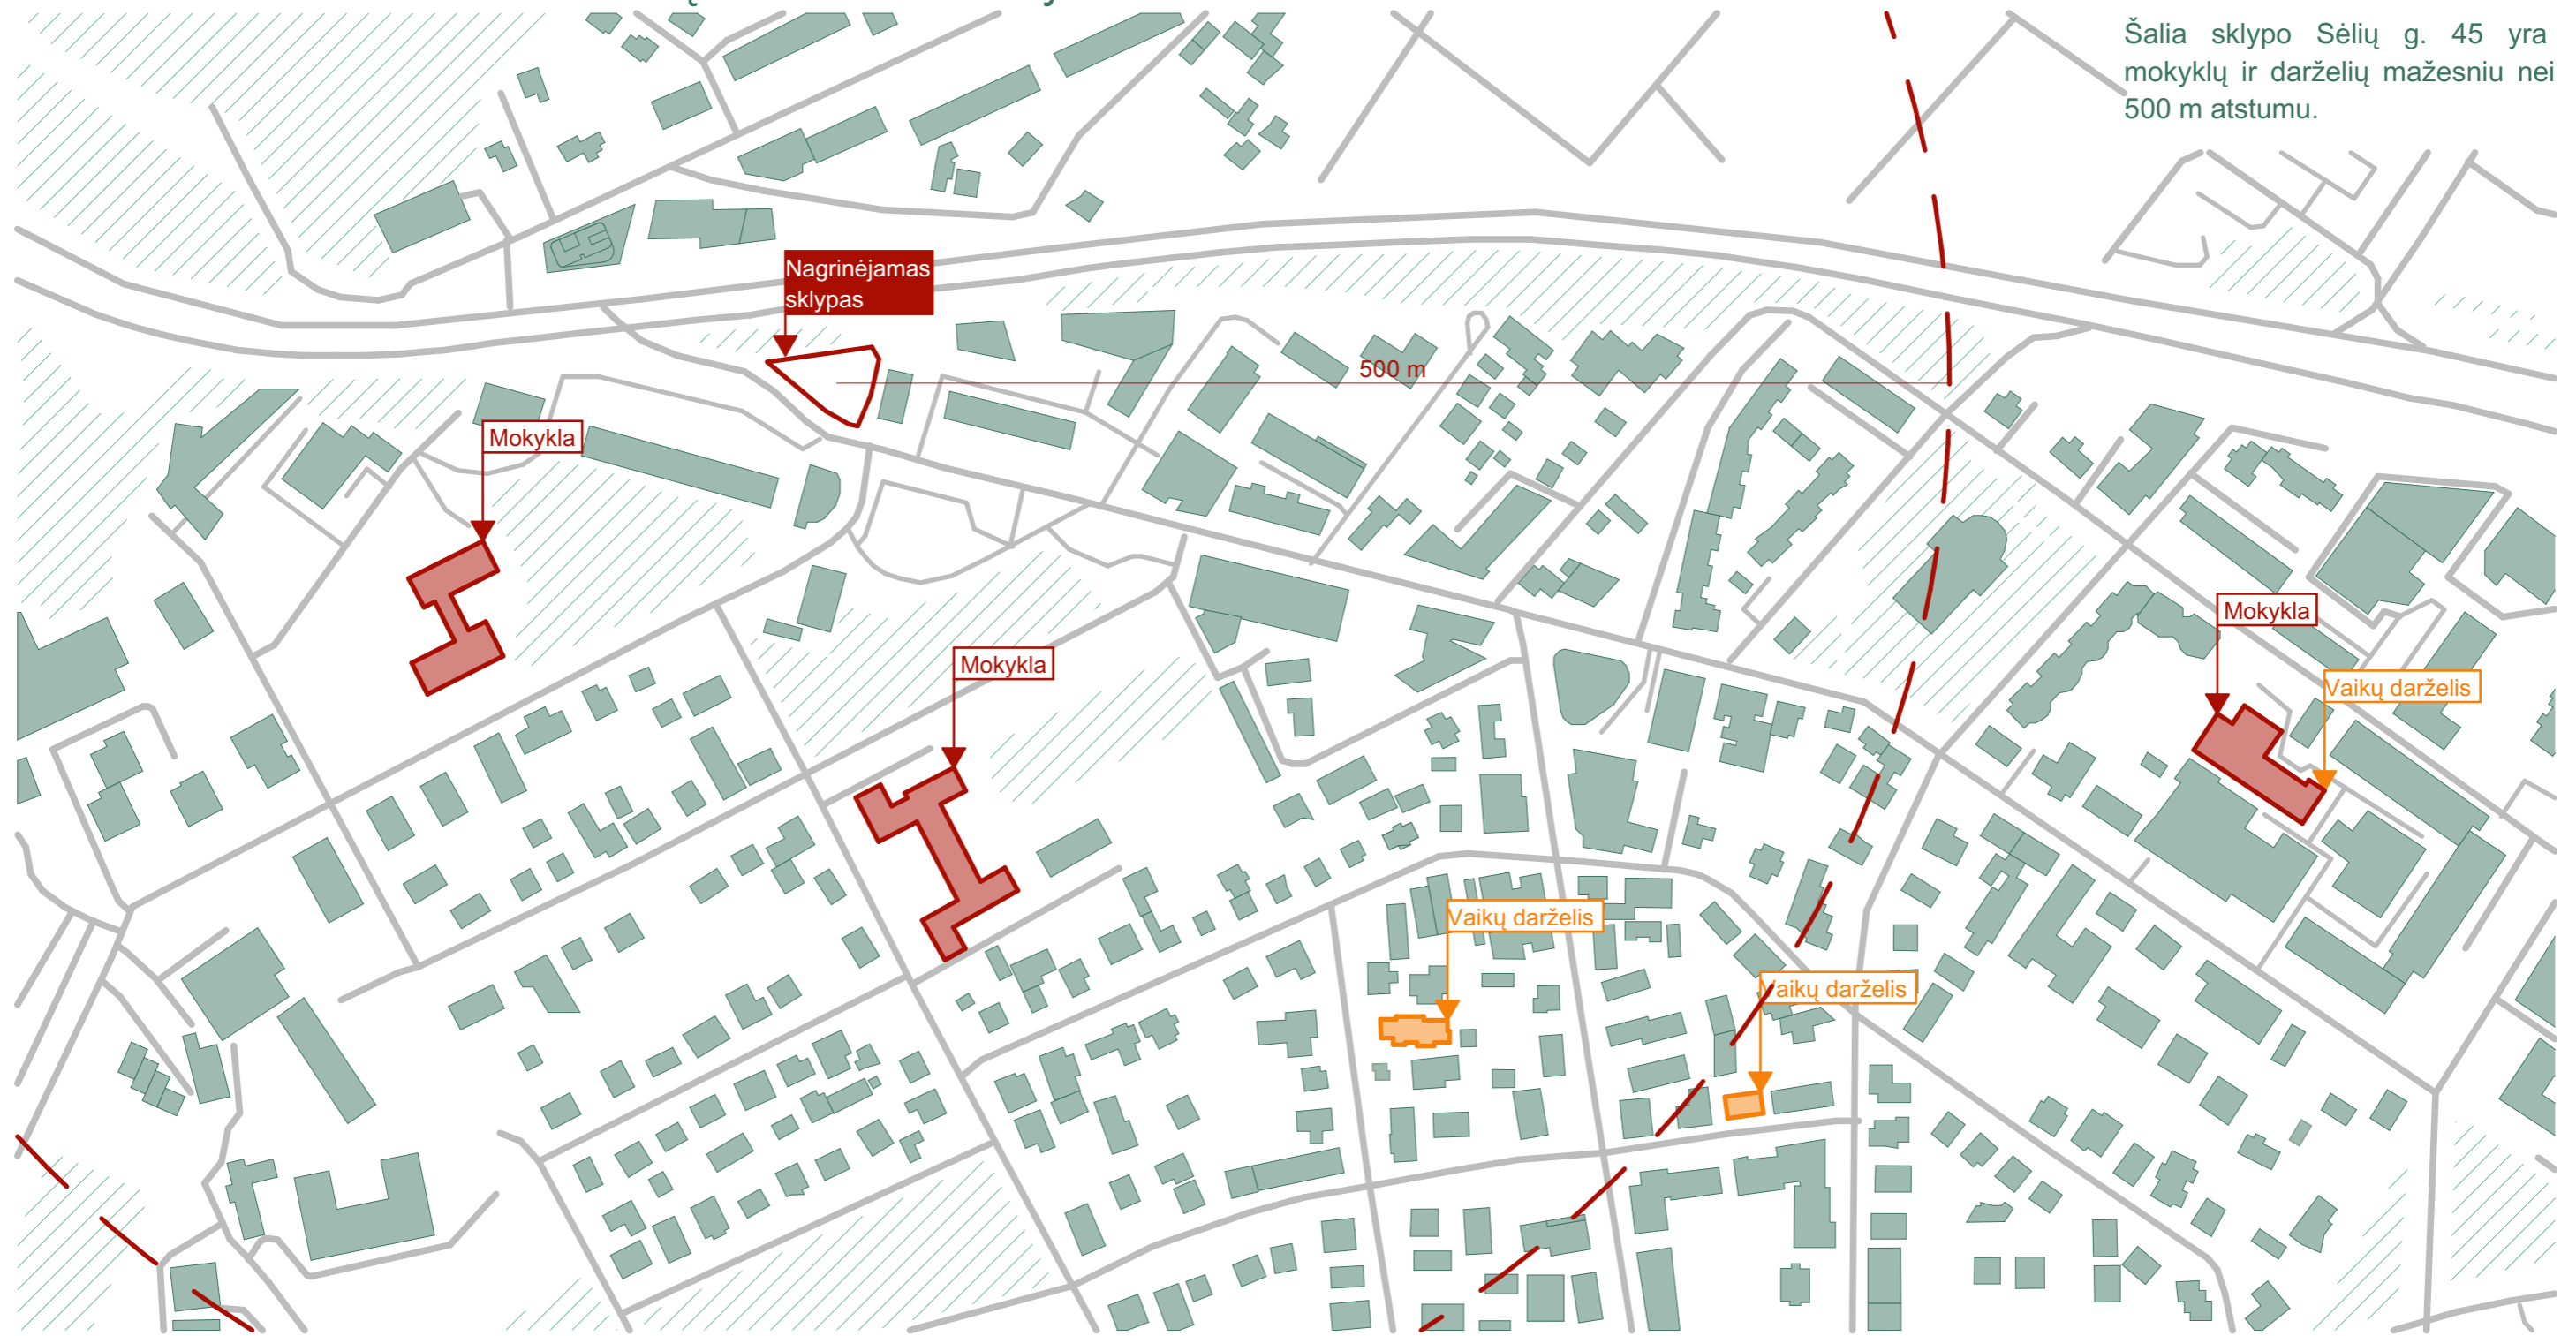 Šalia sklypo Sėlių g. 45 yra
mokyklų ir darželių mažesniu nei
500 m atstumu.
Nagrinėjamas
sklypas
500 m
Mokykla
Mokykla
Mokykla
Vaikų darželis
Vaikų darželis
Vaikų darželis